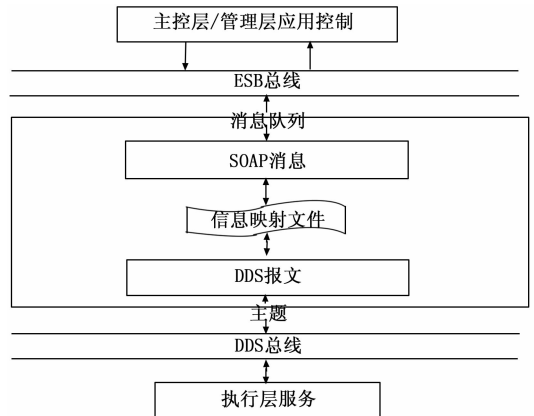 主控层/管理层应用控制
ESB总线
消息队列
SOAP消息
信息映射文件
DDS报文
主题
DDS总线
执行层服务